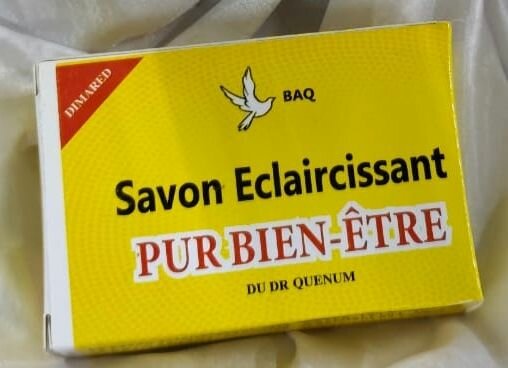 DIMARED
BAQ
Savon Eclaircissant
PUR BIEN-ÊTRE
DU DR QUENUM